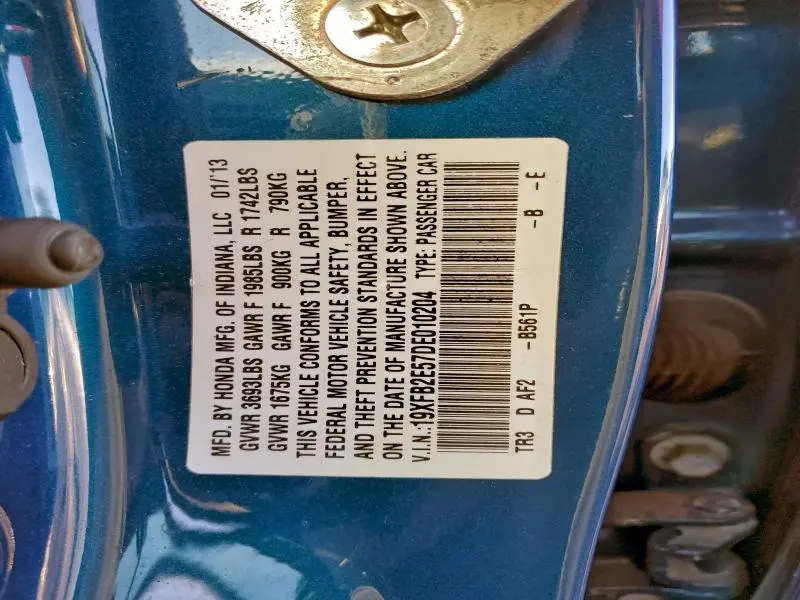 MFD. BY HONDA MFG. OF INDIANA, LLC 01/'13
GVWR 3693LBS GAWR F 1985LBS R 1742LBS
GVWR 1675KG GAWR F 900KG R 790KG
THIS VEHICLE CONFORMS TO ALL APPLICABLE
FEDERAL MOTOR VEHICLE SAFETY, BUMPER,
AND THEFT PREVENTION STANDARDS IN EFFECT
ON THE DATE OF MANUFACTURE SHOWN ABOVE.
V.I.N.:19XFB2E57DE010204 TYPE: PASSENGER CAR
TR3 D AF2 -B561P -B -E